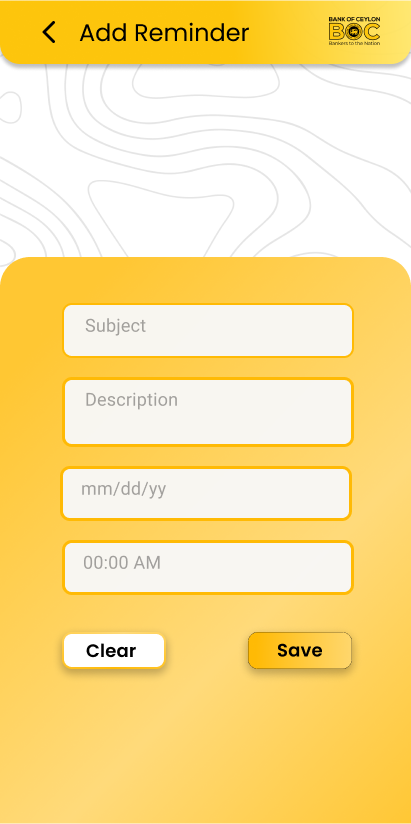 Add Reminder
BANK OF CEYLON
BOC
Bankers to the Nation
Subject
Description
mm/dd/yy
00:00 AM
Clear
Save